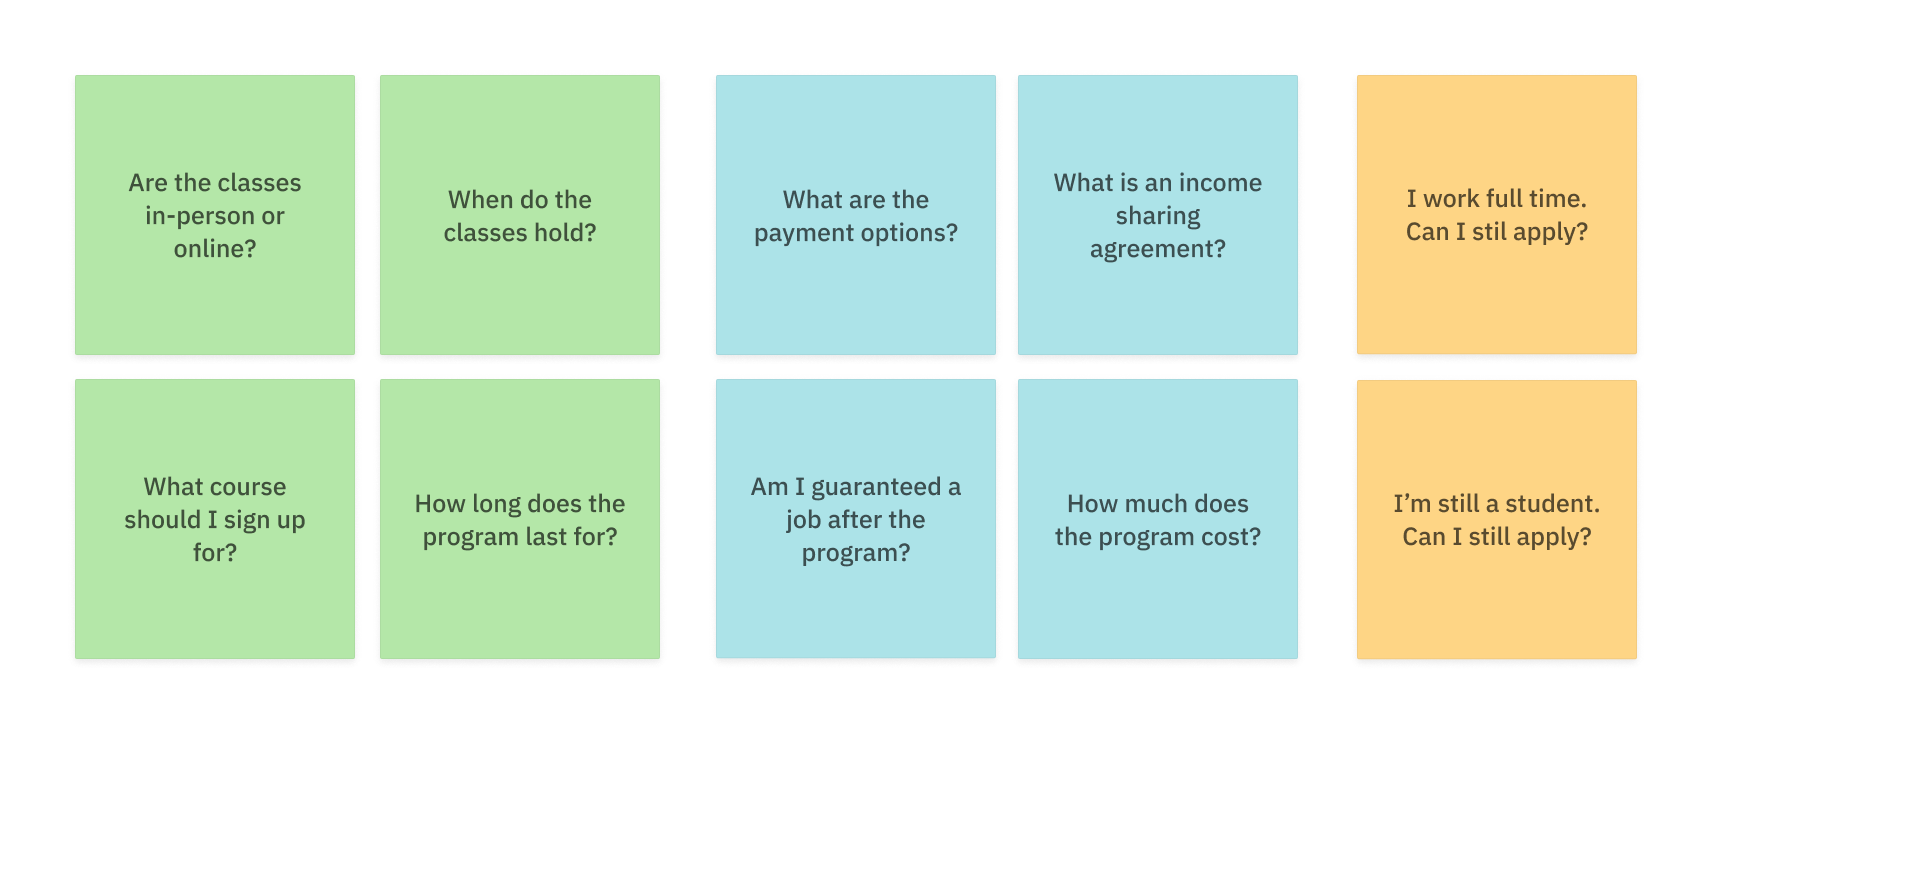 Are the classes
in-person or
online?
When do the
classes hold?
What are the
payment options?
What is an income
sharing
agreement?
I work full time.
Can I stil apply?
What course
should I sign up
for?
How long does the
program last for?
Am I guaranteed a
job after the
program?
How much does
the program cost?
I’m still a student.
Can I still apply?